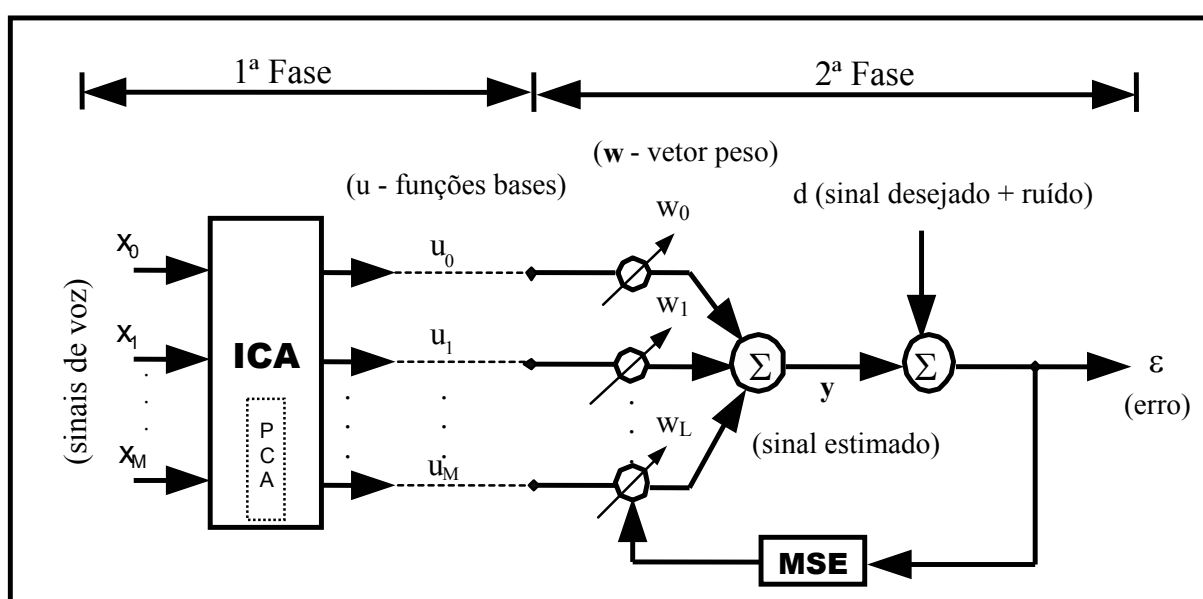 1ª Fase
2ª Fase
(w - vetor peso)
(u - funções bases)
d (sinal desejado + ruído)
(sinais de voz)
x0
x1
xM
ICA
PCA
u0
u1
uM
w0
w1
wL
Σ
y
(sinal estimado)
Σ
ε
(erro)
MSE